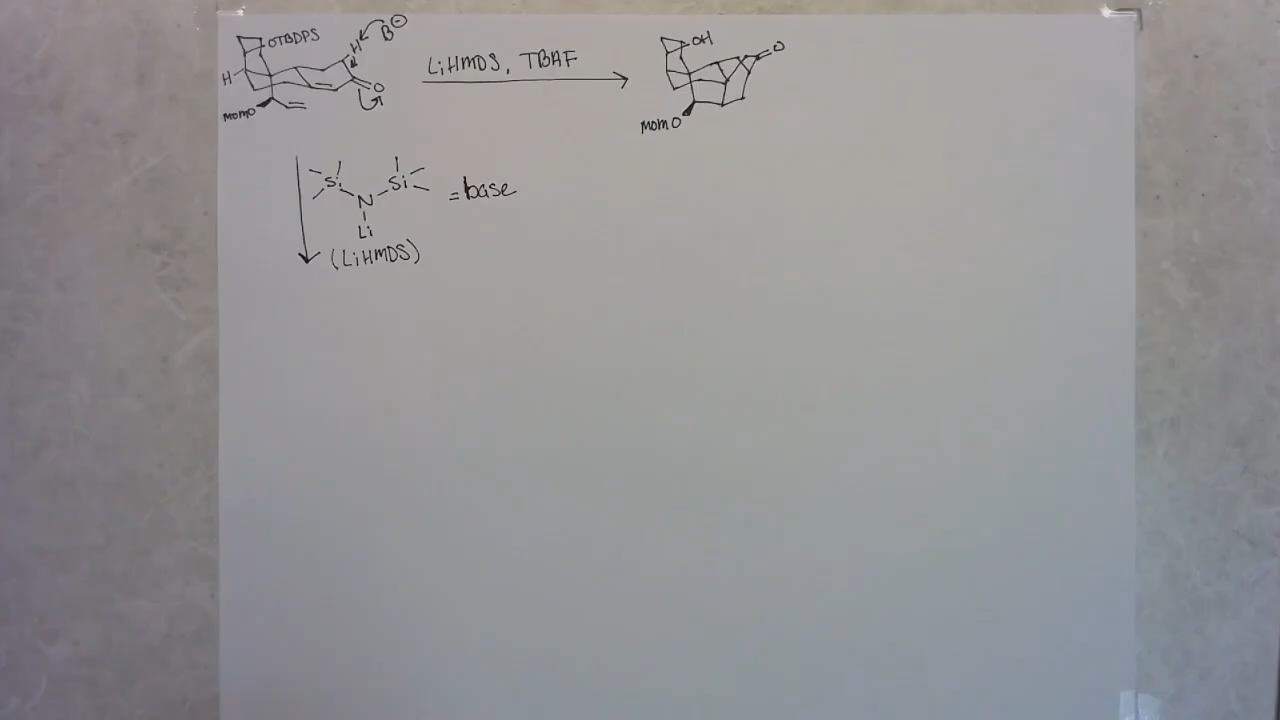 OTBDPS
H
B⊖
H
O
MOMO
LiHMDS, TBAF
OH
O
MOMO
Si
Si
N
Li
= base
(LiHMDS)